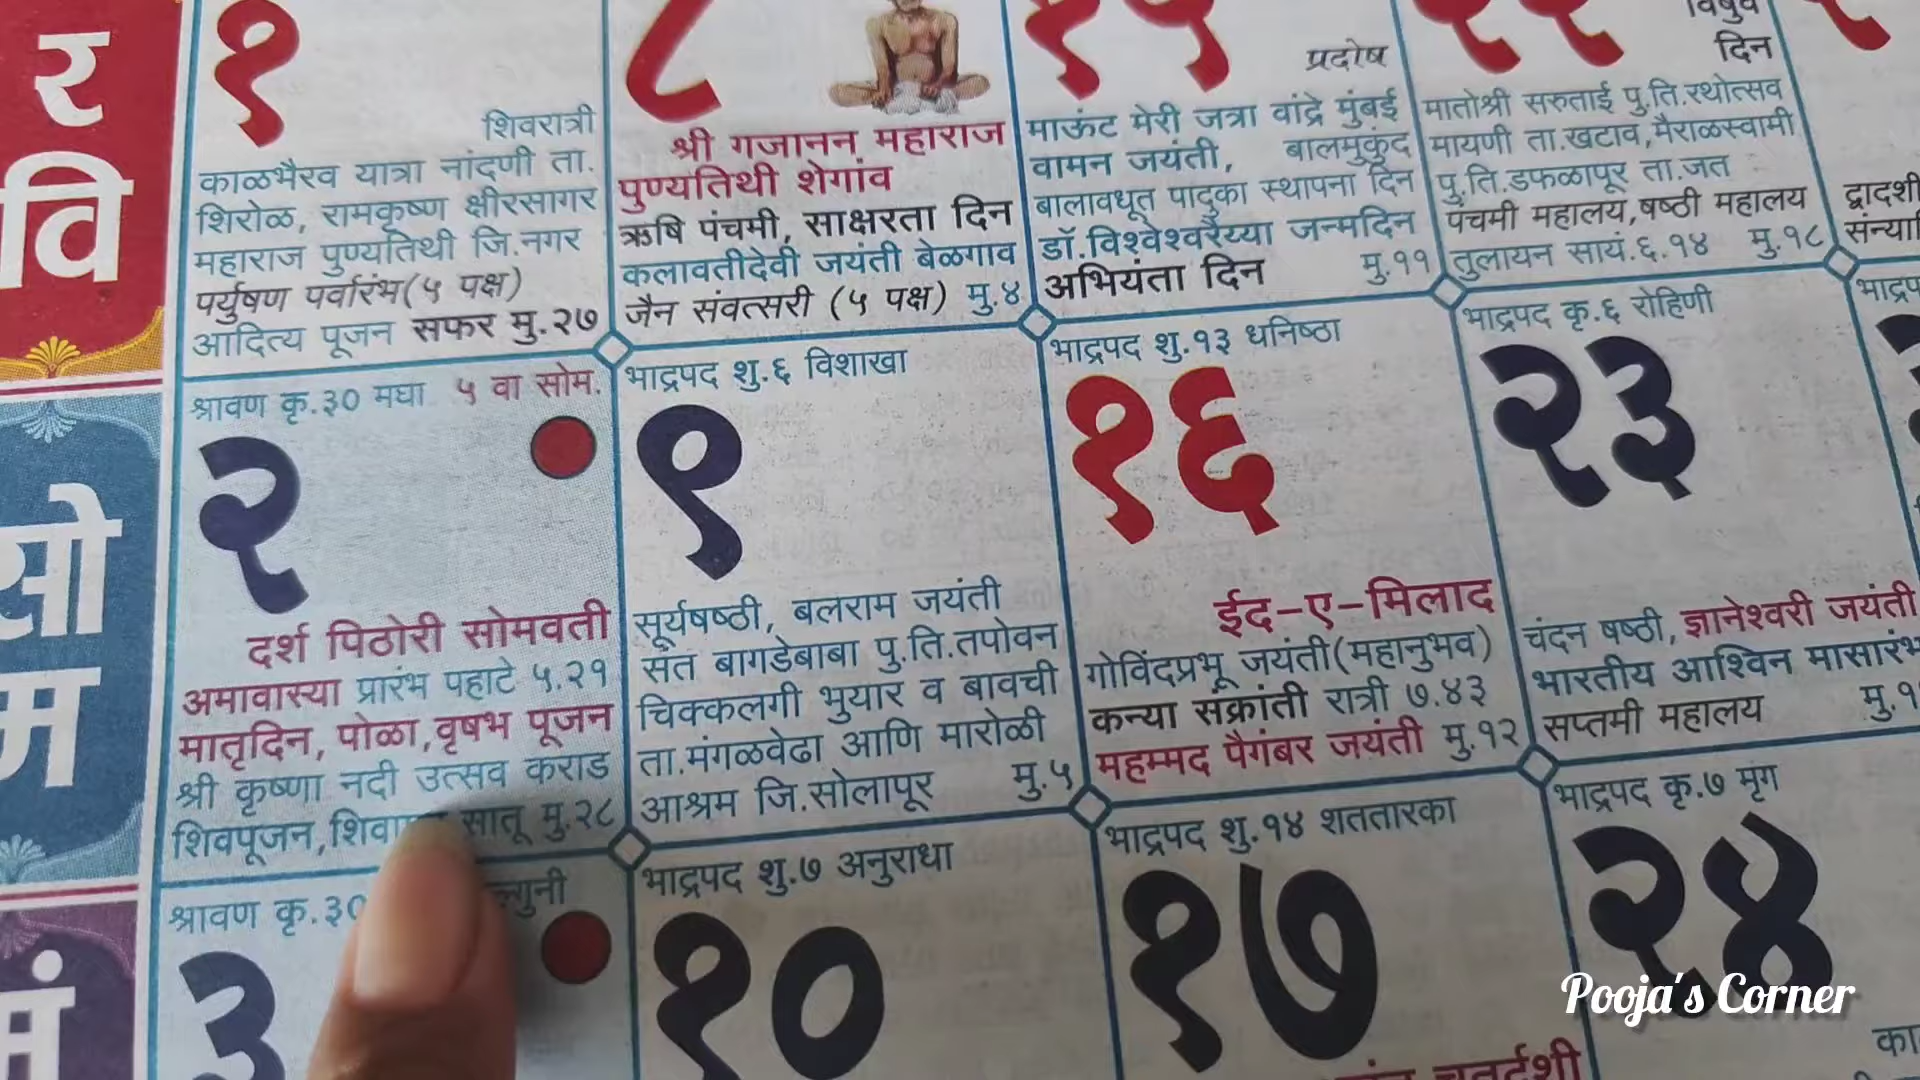 र
वि
१
शिवरात्री
काळभैरव यात्रा नांदणी ता.
शिरोळ, रामकृष्ण क्षीरसागर
महाराज पुण्यतिथी जि.नगर
पर्युषण पर्वारंभ(५ पक्ष)
आदित्य पूजन सफर मु.२७
८
श्री गजानन महाराज
पुण्यतिथी शेगांव
ऋषि पंचमी, साक्षरता दिन
कलावतीदेवी जयंती बेळगाव
जैन संवत्सरी (५ पक्ष) मु.४
१५
प्रदोष
माऊंट मेरी जत्रा वांद्रे मुंबई
वामन जयंती, बालमुकुंद
बालावधूत पादुका स्थापना दिन
डॉ.विश्वेश्वरैय्या जन्मदिन
अभियंता दिन मु.११
२२
विषुव
दिन
मातोश्री सरुताई पु.ति.रथोत्सव
मायणी ता.खटाव,मैराळस्वामी
पु.ति.डफळापूर ता.जत
पंचमी महालय,षष्ठी महालय
तुलायन सायं.६.१४ मु.१८
द्वादशी
सोम
श्रावण कृ.३० मघा ५ वा सोम.
२
दर्श पिठोरी सोमवती
अमावास्या प्रारंभ पहाटे ५.२१
मातृदिन, पोळा,वृषभ पूजन
श्री कृष्णा नदी उत्सव कराड
शिवपूजन, सातू मु.२८
भाद्रपद शु.६ विशाखा
९
सूर्यषष्ठी, बलराम जयंती
संत बागडेबाबा पु.ति.तपोवन
चिक्कलगी भुयार व बावची
ता.मंगळवेढा आणि मारोळी
आश्रम जि.सोलापूर मु.५
भाद्रपद शु.१३ धनिष्ठा
१६
ईद-ए-मिलाद
गोविंदप्रभू जयंती(महानुभव)
कन्या संक्रांती रात्री ७.४३
महम्मद पैगंबर जयंती मु.१२
भाद्रपद कृ.६ रोहिणी
२३
चंदन षष्ठी, ज्ञानेश्वरी जयंती
भारतीय आश्विन मासारंभ
सप्तमी महालय
मं
श्रावण कृ.३०
३
भाद्रपद शु.७ अनुराधा
१०
भाद्रपद शु.१४ शततारका
१७
भाद्रपद कृ.७ मृग
२४
Pooja's Corner